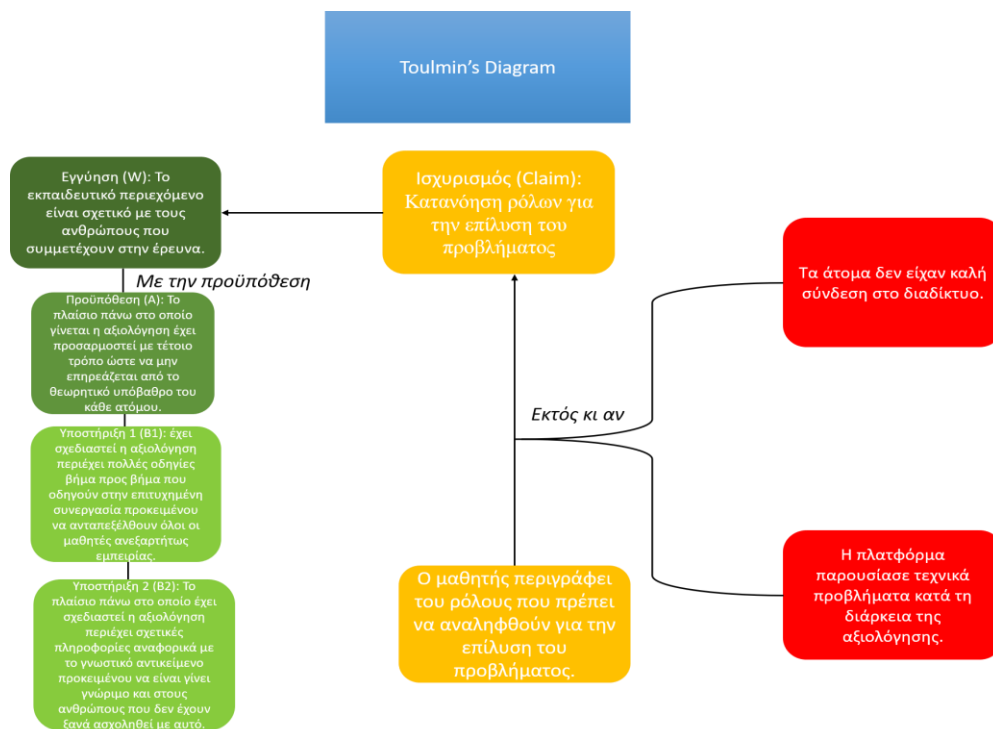 Toulmin's Diagram
Εγγύηση (W): Το
εκπαιδευτικό περιεχόμενο
είναι σχετικό με τους
ανθρώπους που
συμμετέχουν στην έρευνα.
Με την προϋπόθεση
Προϋπόθεση (Α): Το
πλαίσιο πάνω στο οποίο
γίνεται η αξιολόγηση έχει
προσαρμοστεί με τέτοιο
τρόπο ώστε να μην
επηρεάζεται από το
θεωρητικό υπόβαθρο του
κάθε ατόμου.
Υποστήριξη 1 (Β1): έχει
σχεδιαστεί η αξιολόγηση
περιέχει πολλές οδηγίες
βήμα προς βήμα που
οδηγούν στην επιτυχημένη
συνεργασία προκειμένου
να ανταπεξέλθουν όλοι οι
μαθητές ανεξαρτήτως
εμπειρίας.
Υποστήριξη 2 (Β2): Το
πλαίσιο πάνω στο οποίο έχει
σχεδιαστεί η αξιολόγηση
περιέχει σχετικές
πληροφορίες αναφορικά με
το γνωστικό αντικείμενο
προκειμένου να είναι γίνει
γνώριμο και στους
ανθρώπους που δεν έχουν
ξανά ασχοληθεί με αυτό.
Ισχυρισμός (Claim):
Κατανόηση ρόλων για
την επίλυση του
προβλήματος
Εκτός κι αν
Ο μαθητής περιγράφει
του ρόλους που πρέπει
να αναληφθούν για την
επίλυση του
προβλήματος.
Τα άτομα δεν είχαν καλή
σύνδεση στο διαδίκτυο.
Η πλατφόρμα
παρουσίασε τεχνικά
προβλήματα κατά τη
διάρκεια της
αξιολόγησης.